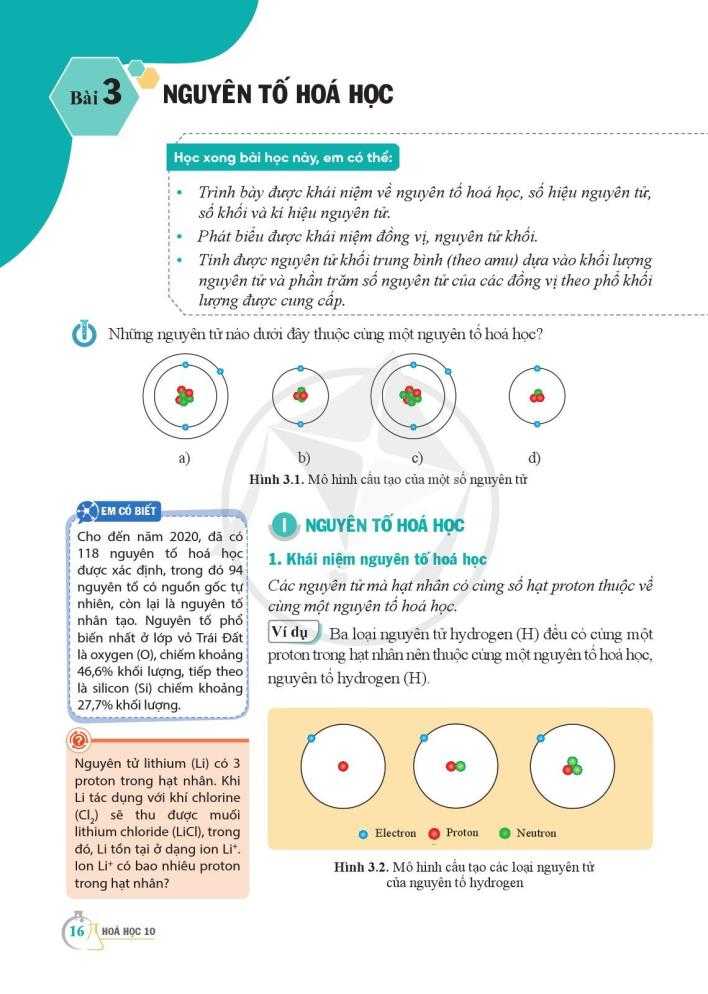 Bài 3
NGUYÊN TỐ HOÁ HỌC
Học xong bài học này, em có thể:
• Trình bày được khái niệm về nguyên tố hoá học, số hiệu nguyên tử,
số khối và kí hiệu nguyên tử.
• Phát biểu được khái niệm đồng vị, nguyên tử khối.
• Tính được nguyên tử khối trung bình (theo amu) dựa vào khối lượng
nguyên tử và phần trăm số nguyên tử của các đồng vị theo phổ khối
lượng được cung cấp.
Những nguyên tử nào dưới đây thuộc cùng một nguyên tố hoá học?
a) b) c) d)
Hình 3.1. Mô hình cấu tạo của một số nguyên tử
EM CÓ BIẾT
Cho đến năm 2020, đã có
118 nguyên tố hoá học
được xác định, trong đó 94
nguyên tố có nguồn gốc tự
nhiên, còn lại là nguyên tố
nhân tạo. Nguyên tố phổ
biến nhất ở lớp vỏ Trái Đất
là oxygen (O), chiếm khoảng
46,6% khối lượng, tiếp theo
là silicon (Si) chiếm khoảng
27,7% khối lượng.
?
Nguyên tử lithium (Li) có 3
proton trong hạt nhân. Khi
Li tác dụng với khí chlorine
(Cl₂) sẽ thu được muối
lithium chloride (LiCl), trong
đó, Li tồn tại ở dạng ion Li⁺.
Ion Li⁺ có bao nhiêu proton
trong hạt nhân?
I NGUYÊN TỐ HOÁ HỌC
1. Khái niệm nguyên tố hoá học
Các nguyên tử mà hạt nhân có cùng số hạt proton thuộc về
cùng một nguyên tố hoá học.
Ví dụ Ba loại nguyên tử hydrogen (H) đều có cùng một
proton trong hạt nhân nên thuộc cùng một nguyên tố hoá học,
nguyên tố hydrogen (H).
Electron Proton Neutron
Hình 3.2. Mô hình cấu tạo các loại nguyên tử
của nguyên tố hydrogen
16 HOÁ HỌC 10